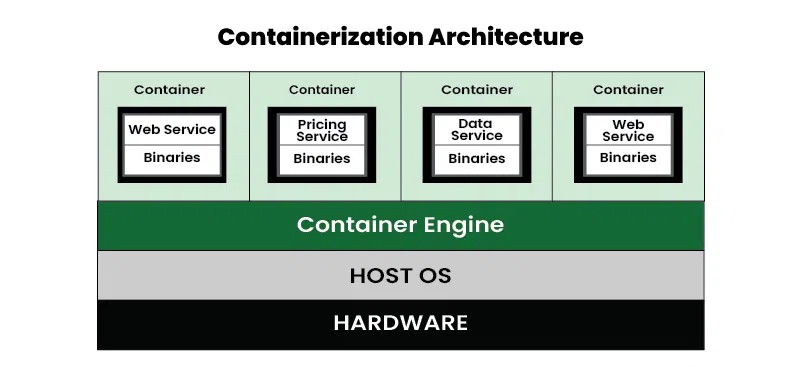 Containerization Architecture
Container
Container
Container
Container
Web Service
Binaries
Pricing
Service
Binaries
Data
Service
Binaries
Web
Service
Binaries
Container Engine
HOST OS
HARDWARE